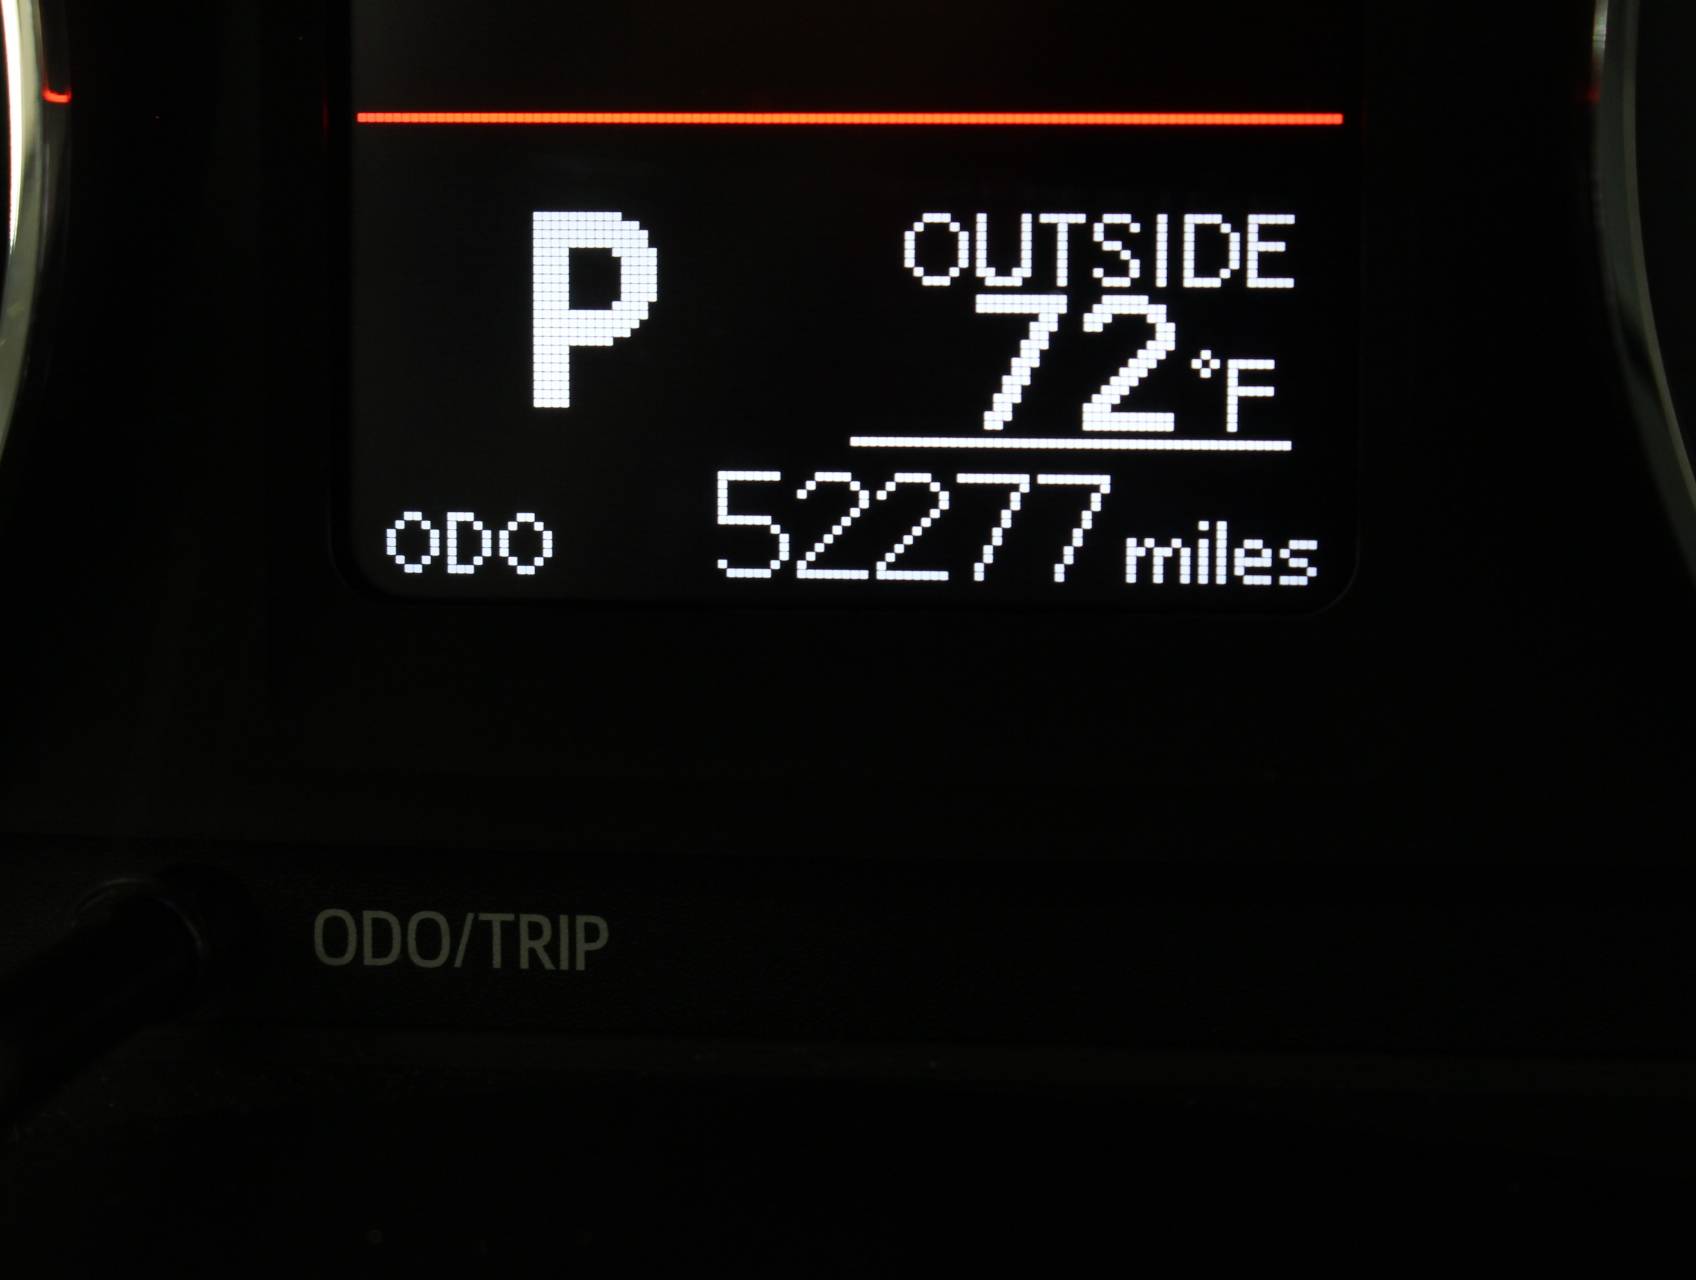 P
OUTSIDE
72°F
ODO 52277 miles
ODO/TRIP